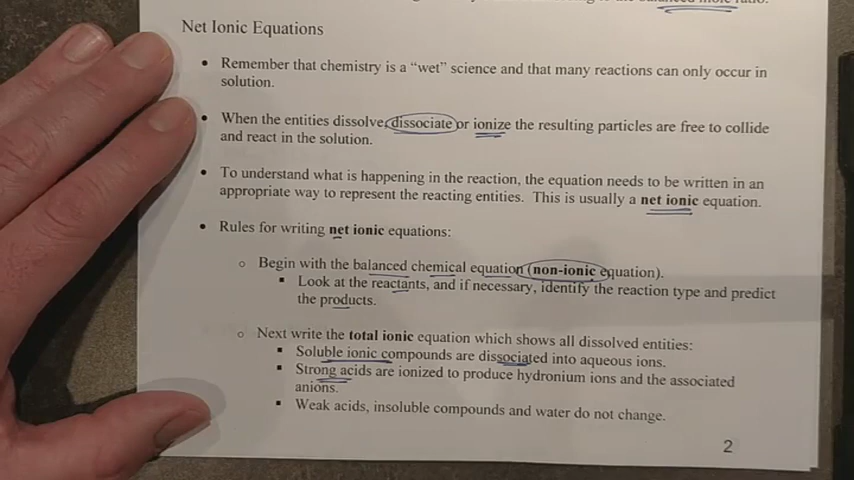 ratio.
Net Ionic Equations
• Remember that chemistry is a “wet” science and that many reactions can only occur in
solution.
• When the entities dissolve, dissociate or ionize the resulting particles are free to collide
and react in the solution.
• To understand what is happening in the reaction, the equation needs to be written in an
appropriate way to represent the reacting entities. This is usually a net ionic equation.
• Rules for writing net ionic equations:
o Begin with the balanced chemical equation (non-ionic equation).
▪ Look at the reactants, and if necessary, identify the reaction type and predict
the products.
o Next write the total ionic equation which shows all dissolved entities:
▪ Soluble ionic compounds are dissociated into aqueous ions.
▪ Strong acids are ionized to produce hydronium ions and the associated
anions.
▪ Weak acids, insoluble compounds and water do not change.
2